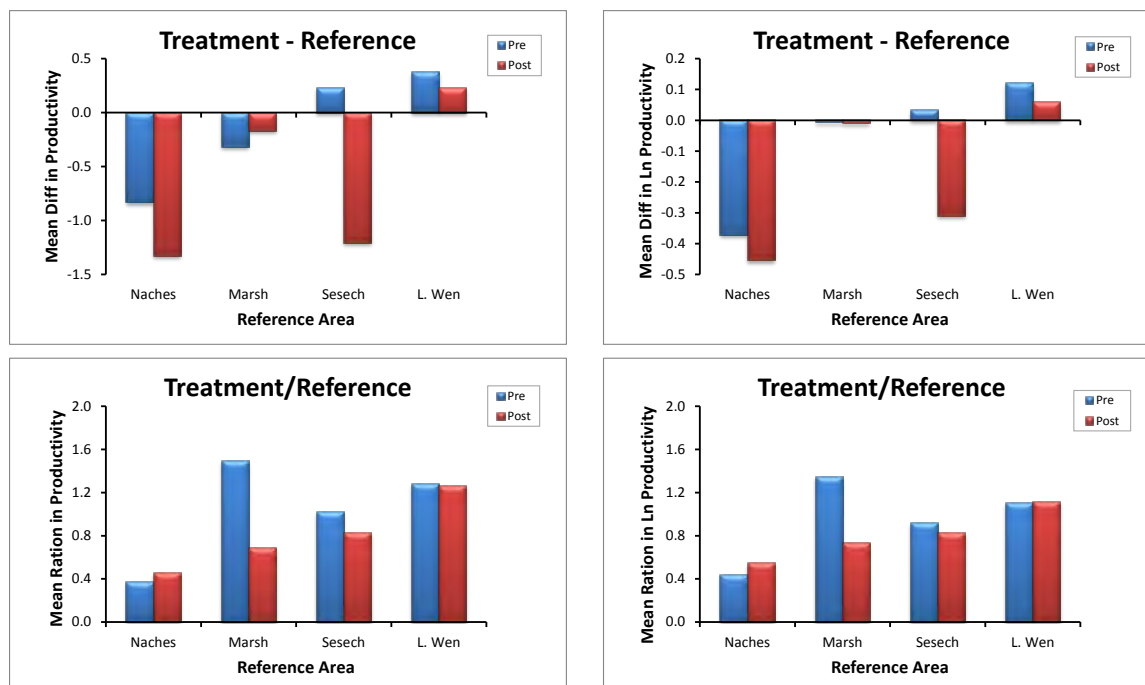 Treatment - Reference
Pre
Post
Mean Diff in Productivity
0.5
0.0
-0.5
-1.0
-1.5
Naches Marsh Sesech L. Wen
Reference Area
Treatment - Reference
Pre
Post
Mean Diff in Ln Productivity
0.2
0.1
0.0
-0.1
-0.2
-0.3
-0.4
-0.5
Naches Marsh Sesech L. Wen
Reference Area
Treatment/Reference
Pre
Post
Mean Ration in Productivity
2.0
1.6
1.2
0.8
0.4
0.0
Naches Marsh Sesech L. Wen
Reference Area
Treatment/Reference
Pre
Post
Mean Ration in Ln Productivity
2.0
1.6
1.2
0.8
0.4
0.0
Naches Marsh Sesech L. Wen
Reference Area